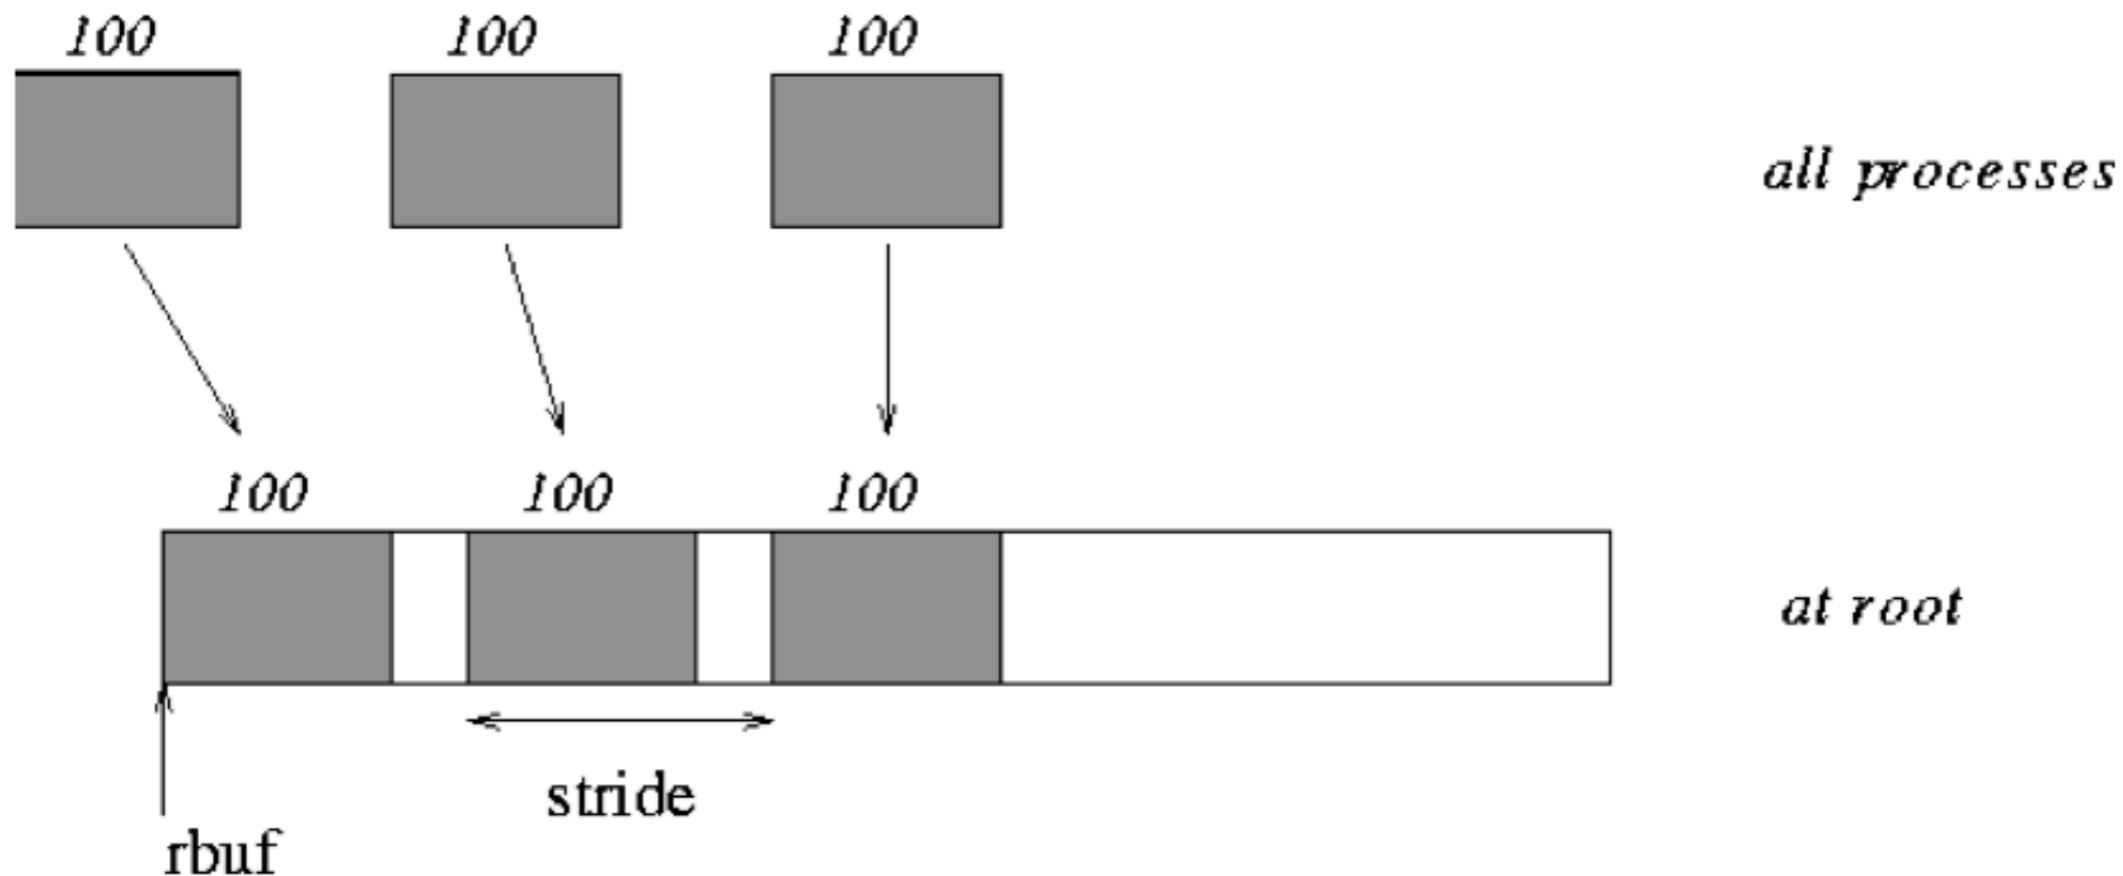 100 100 100
all processes
100 100 100
at root
stride
rbuf